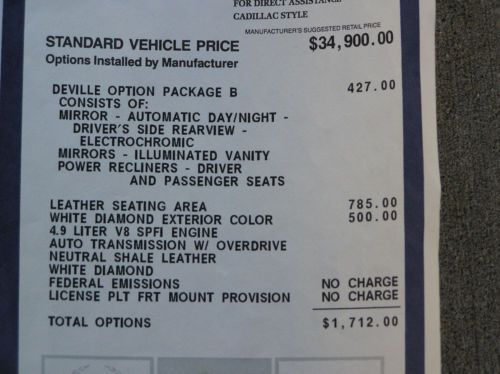 FOR DIRECT ASSISTANCE
CADILLAC STYLE
MANUFACTURER'S SUGGESTED RETAIL PRICE
STANDARD VEHICLE PRICE $34,900.00
Options Installed by Manufacturer
DEVILLE OPTION PACKAGE B 427.00
CONSISTS OF:
MIRROR - AUTOMATIC DAY/NIGHT -
DRIVER'S SIDE REARVIEW -
ELECTROCHROMIC
MIRRORS - ILLUMINATED VANITY
POWER RECLINERS - DRIVER
AND PASSENGER SEATS
LEATHER SEATING AREA 785.00
WHITE DIAMOND EXTERIOR COLOR 500.00
4.9 LITER V8 SPFI ENGINE
AUTO TRANSMISSION W/ OVERDRIVE
NEUTRAL SHALE LEATHER
WHITE DIAMOND
FEDERAL EMISSIONS NO CHARGE
LICENSE PLT FRT MOUNT PROVISION NO CHARGE
TOTAL OPTIONS $1,712.00